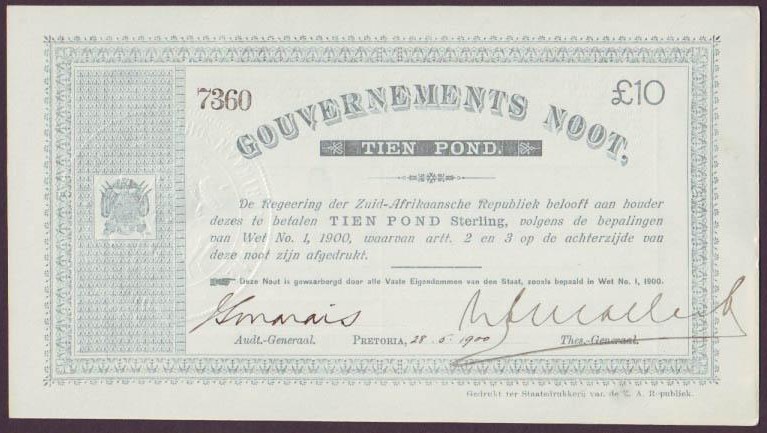 7360
£10
GOUVERNEMENTS NOOT,
TIEN POND.
De Regeering der Zuid-Afrikaansche Republiek belooft aan houder
dezes te betalen TIEN POND Sterling, volgens de bepalingen
van Wet No. 1, 1900, waarvan artt. 2 en 3 op de achterzijde van
deze noot zijn afgedrukt.
Deze Noot is gewaarborgd door alle Vaste Eigendommen van den Staat, zooals bepaald in Wet No. 1, 1900.
Audt.-Generaal. PRETORIA, 28 . 5 1900 Thes.-Generaal.
Gedrukt ter Staatsdrukkerij van de Z. A. Republiek.